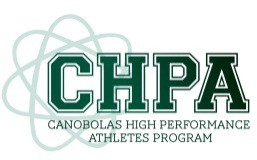 CHPA
CANOBOLAS HIGH PERFORMANCE
ATHLETES PROGRAM